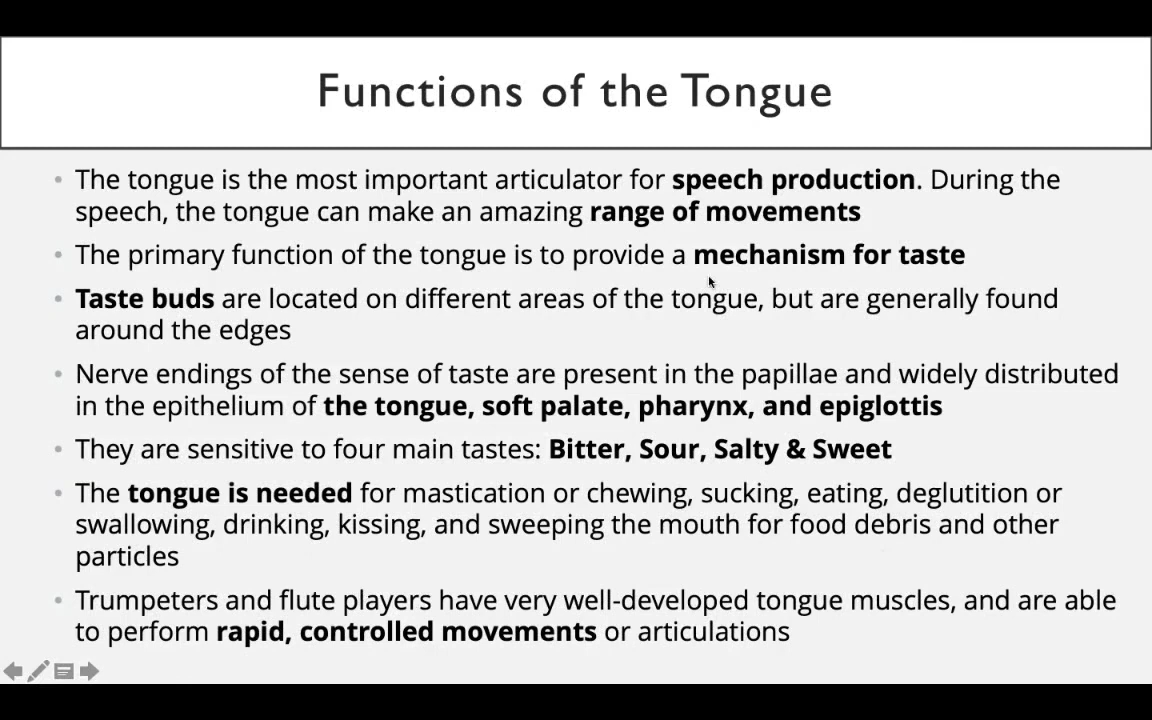 Functions of the Tongue
• The tongue is the most important articulator for speech production. During the
speech, the tongue can make an amazing range of movements
• The primary function of the tongue is to provide a mechanism for taste
• Taste buds are located on different areas of the tongue, but are generally found
around the edges
• Nerve endings of the sense of taste are present in the papillae and widely distributed
in the epithelium of the tongue, soft palate, pharynx, and epiglottis
• They are sensitive to four main tastes: Bitter, Sour, Salty & Sweet
• The tongue is needed for mastication or chewing, sucking, eating, deglutition or
swallowing, drinking, kissing, and sweeping the mouth for food debris and other
particles
• Trumpeters and flute players have very well-developed tongue muscles, and are able
to perform rapid, controlled movements or articulations